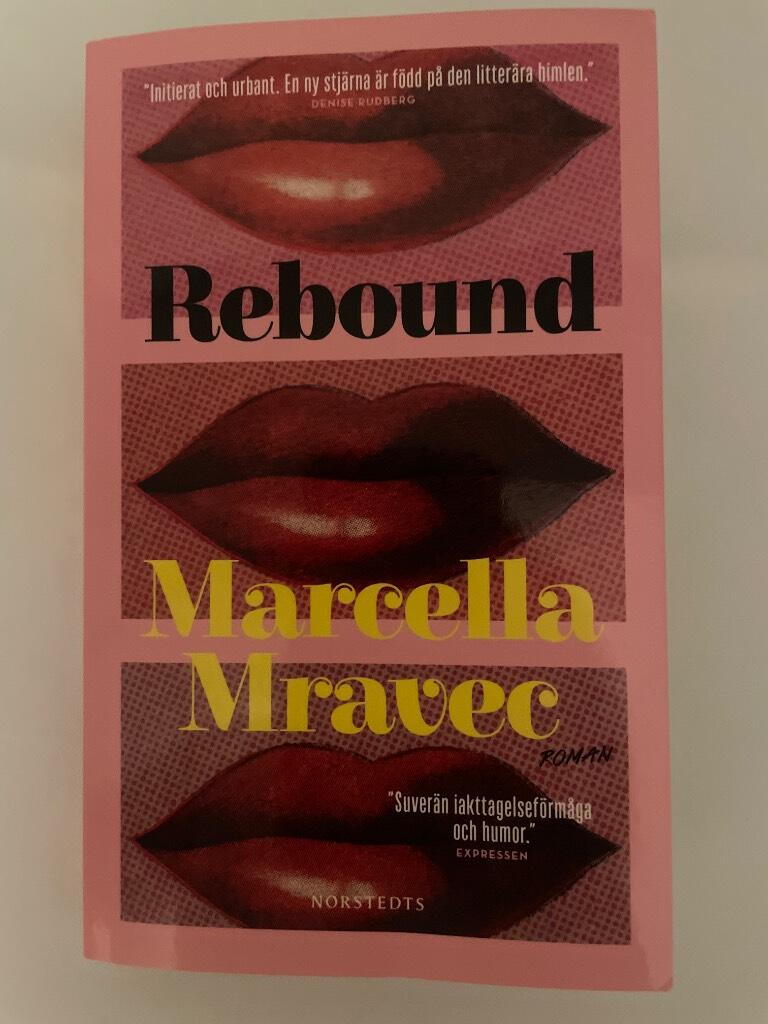 "Initierat och urbant. En ny stjärna är född på den litterära himlen."
DENISE RUDBERG
Rebound
Marcella
Mravec
ROMAN
"Suverän iakttagelseförmåga
och humor."
EXPRESSEN
NORSTEDTS